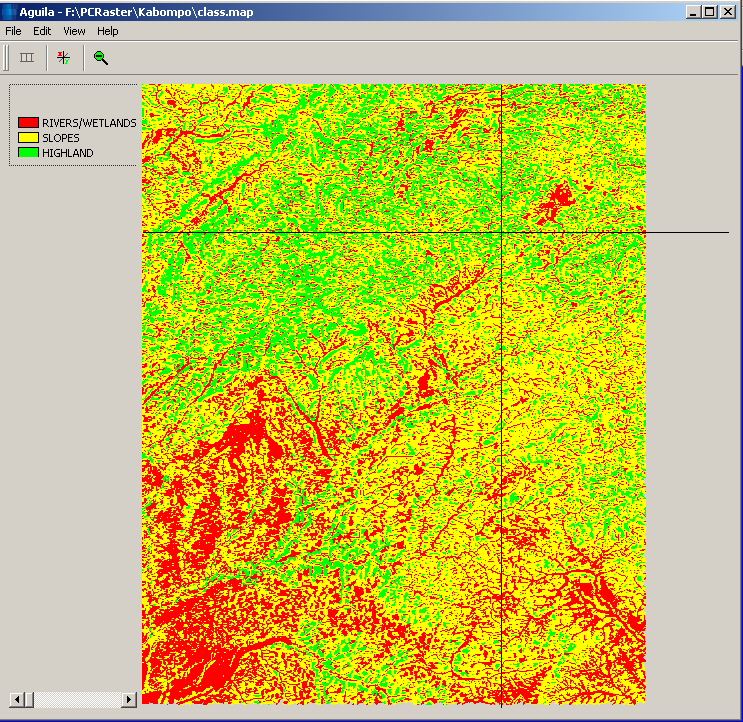 Aguila - F:\PCRaster\Kabompo\class.map
File Edit View Help
RIVERS/WETLANDS
SLOPES
HIGHLAND